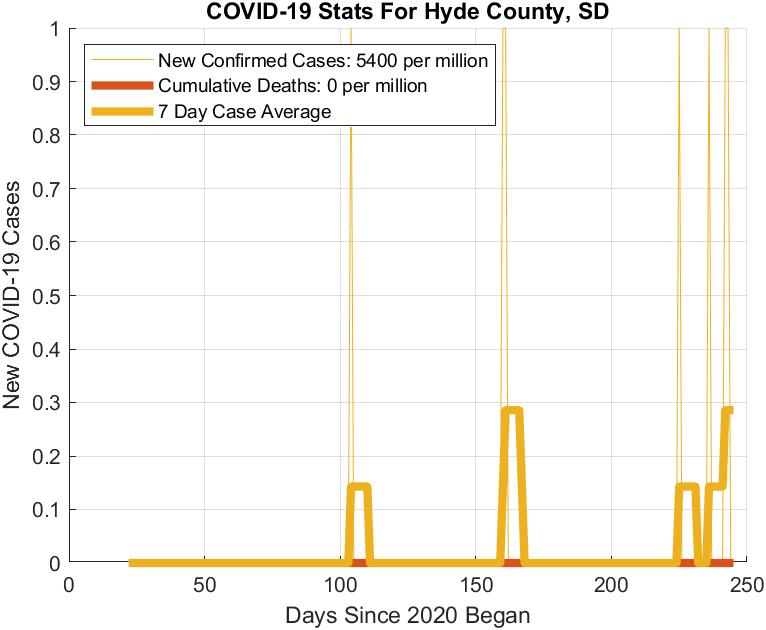 COVID-19 Stats For Hyde County, SD
1
New Confirmed Cases: 5400 per million
0.9
Cumulative Deaths: 0 per million
7 Day Case Average
0.8
0.7
0.6
0.5
0.4
0.3
0.2
0.1
0
New COVID-19 Cases
0 50 100 150 200 250
Days Since 2020 Began